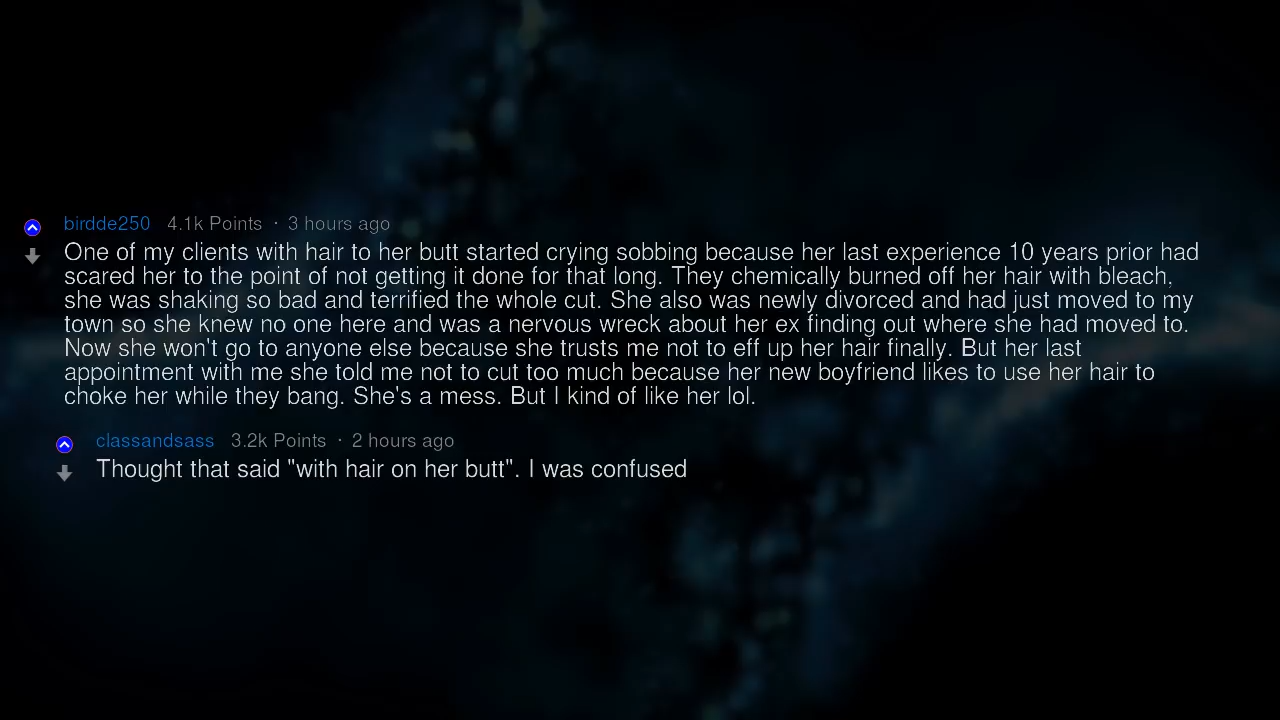 birdde250 4.1k Points · 3 hours ago
One of my clients with hair to her butt started crying sobbing because her last experience 10 years prior had
scared her to the point of not getting it done for that long. They chemically burned off her hair with bleach,
she was shaking so bad and terrified the whole cut. She also was newly divorced and had just moved to my
town so she knew no one here and was a nervous wreck about her ex finding out where she had moved to.
Now she won't go to anyone else because she trusts me not to eff up her hair finally. But her last
appointment with me she told me not to cut too much because her new boyfriend likes to use her hair to
choke her while they bang. She's a mess. But I kind of like her lol.
classandsass 3.2k Points · 2 hours ago
Thought that said "with hair on her butt". I was confused